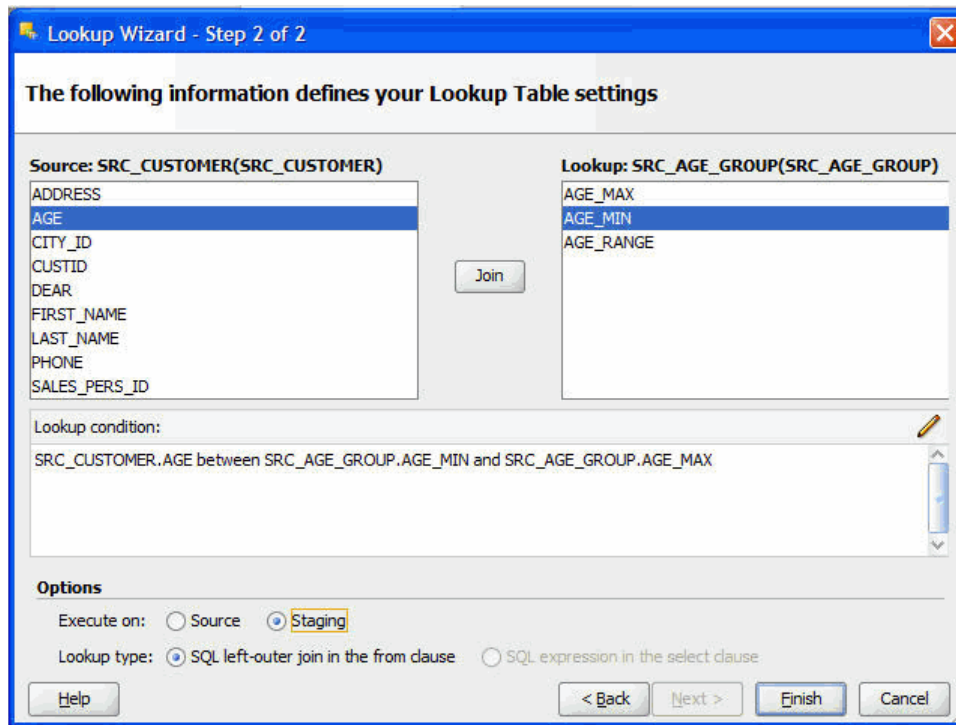 Lookup Wizard - Step 2 of 2
The following information defines your Lookup Table settings
Source: SRC_CUSTOMER(SRC_CUSTOMER)
ADDRESS
AGE
CITY_ID
CUSTID
DEAR
FIRST_NAME
LAST_NAME
PHONE
SALES_PERS_ID
Join
Lookup: SRC_AGE_GROUP(SRC_AGE_GROUP)
AGE_MAX
AGE_MIN
AGE_RANGE
Lookup condition:
SRC_CUSTOMER.AGE between SRC_AGE_GROUP.AGE_MIN and SRC_AGE_GROUP.AGE_MAX
Options
Execute on: Source Staging
Lookup type: SQL left-outer join in the from clause SQL expression in the select clause
Help < Back Next > Finish Cancel